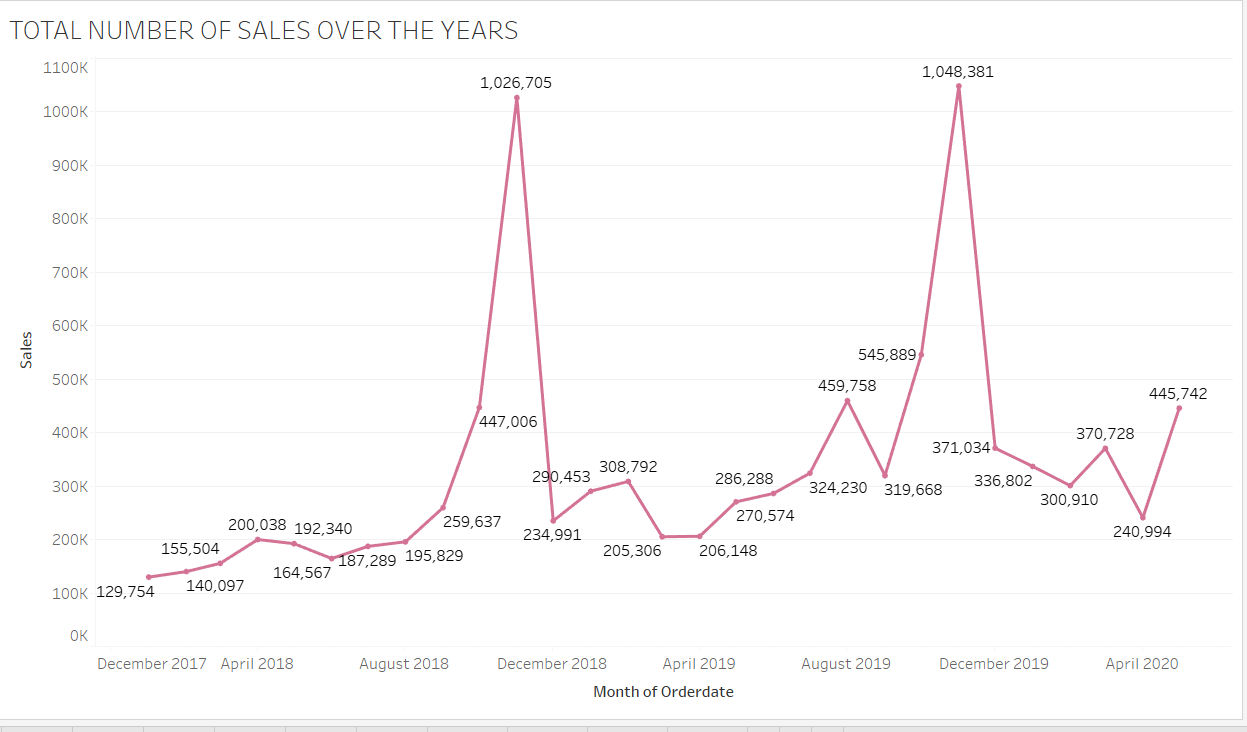 TOTAL NUMBER OF SALES OVER THE YEARS
1100K
1000K
900K
800K
700K
600K
500K
400K
300K
200K
100K
0K
Sales
129,754
140,097
155,504
200,038
192,340
164,567
187,289
195,829
259,637
447,006
1,026,705
234,991
290,453
308,792
205,306
206,148
270,574
286,288
324,230
459,758
319,668
545,889
1,048,381
371,034
336,802
300,910
370,728
240,994
445,742
December 2017
April 2018
August 2018
December 2018
April 2019
August 2019
December 2019
April 2020
Month of Orderdate